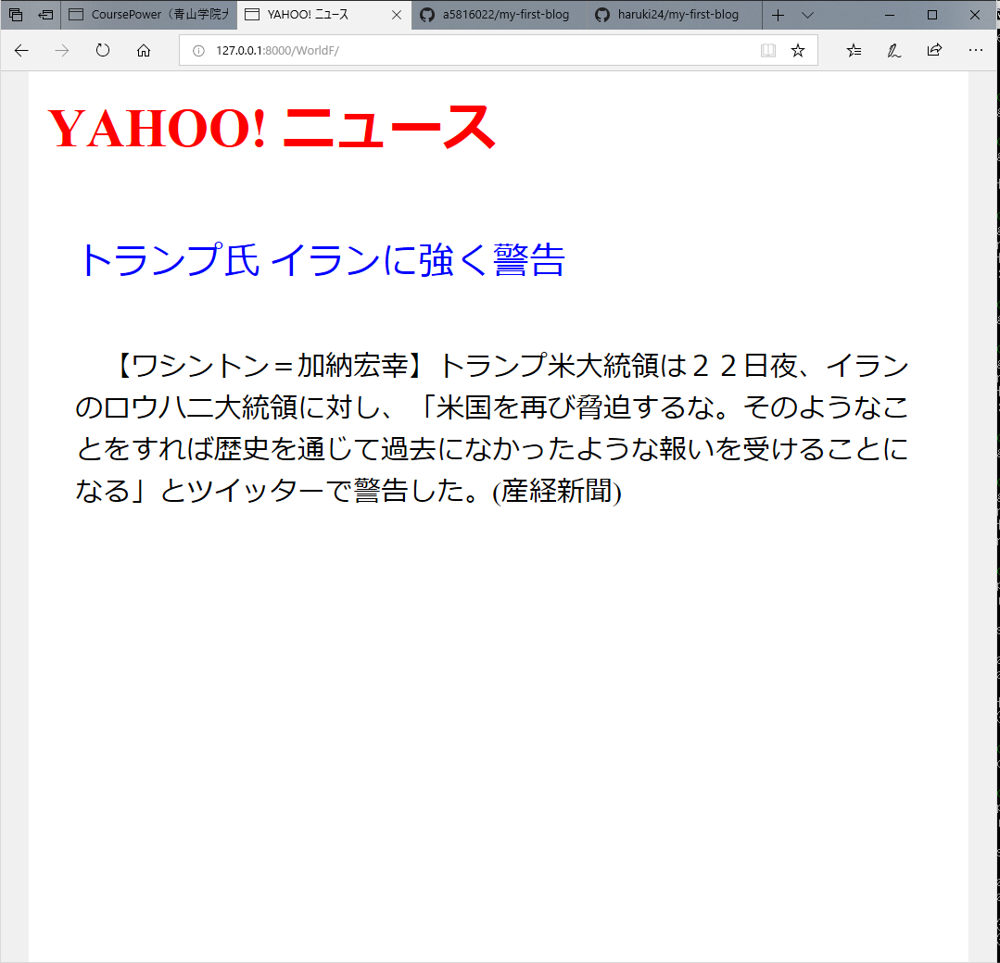 CoursePower（青山学院大
YAHOO! ニュース
a5816022/my-first-blog
haruki24/my-first-blog
127.0.0.1:8000/WorldF/
YAHOO! ニュース
トランプ氏 イランに強く警告
【ワシントン＝加納宏幸】トランプ米大統領は２２日夜、イラン
のロウハニ大統領に対し、「米国を再び脅迫するな。そのようなこ
とをすれば歴史を通じて過去になかったような報いを受けることに
なる」とツイッターで警告した。(産経新聞)